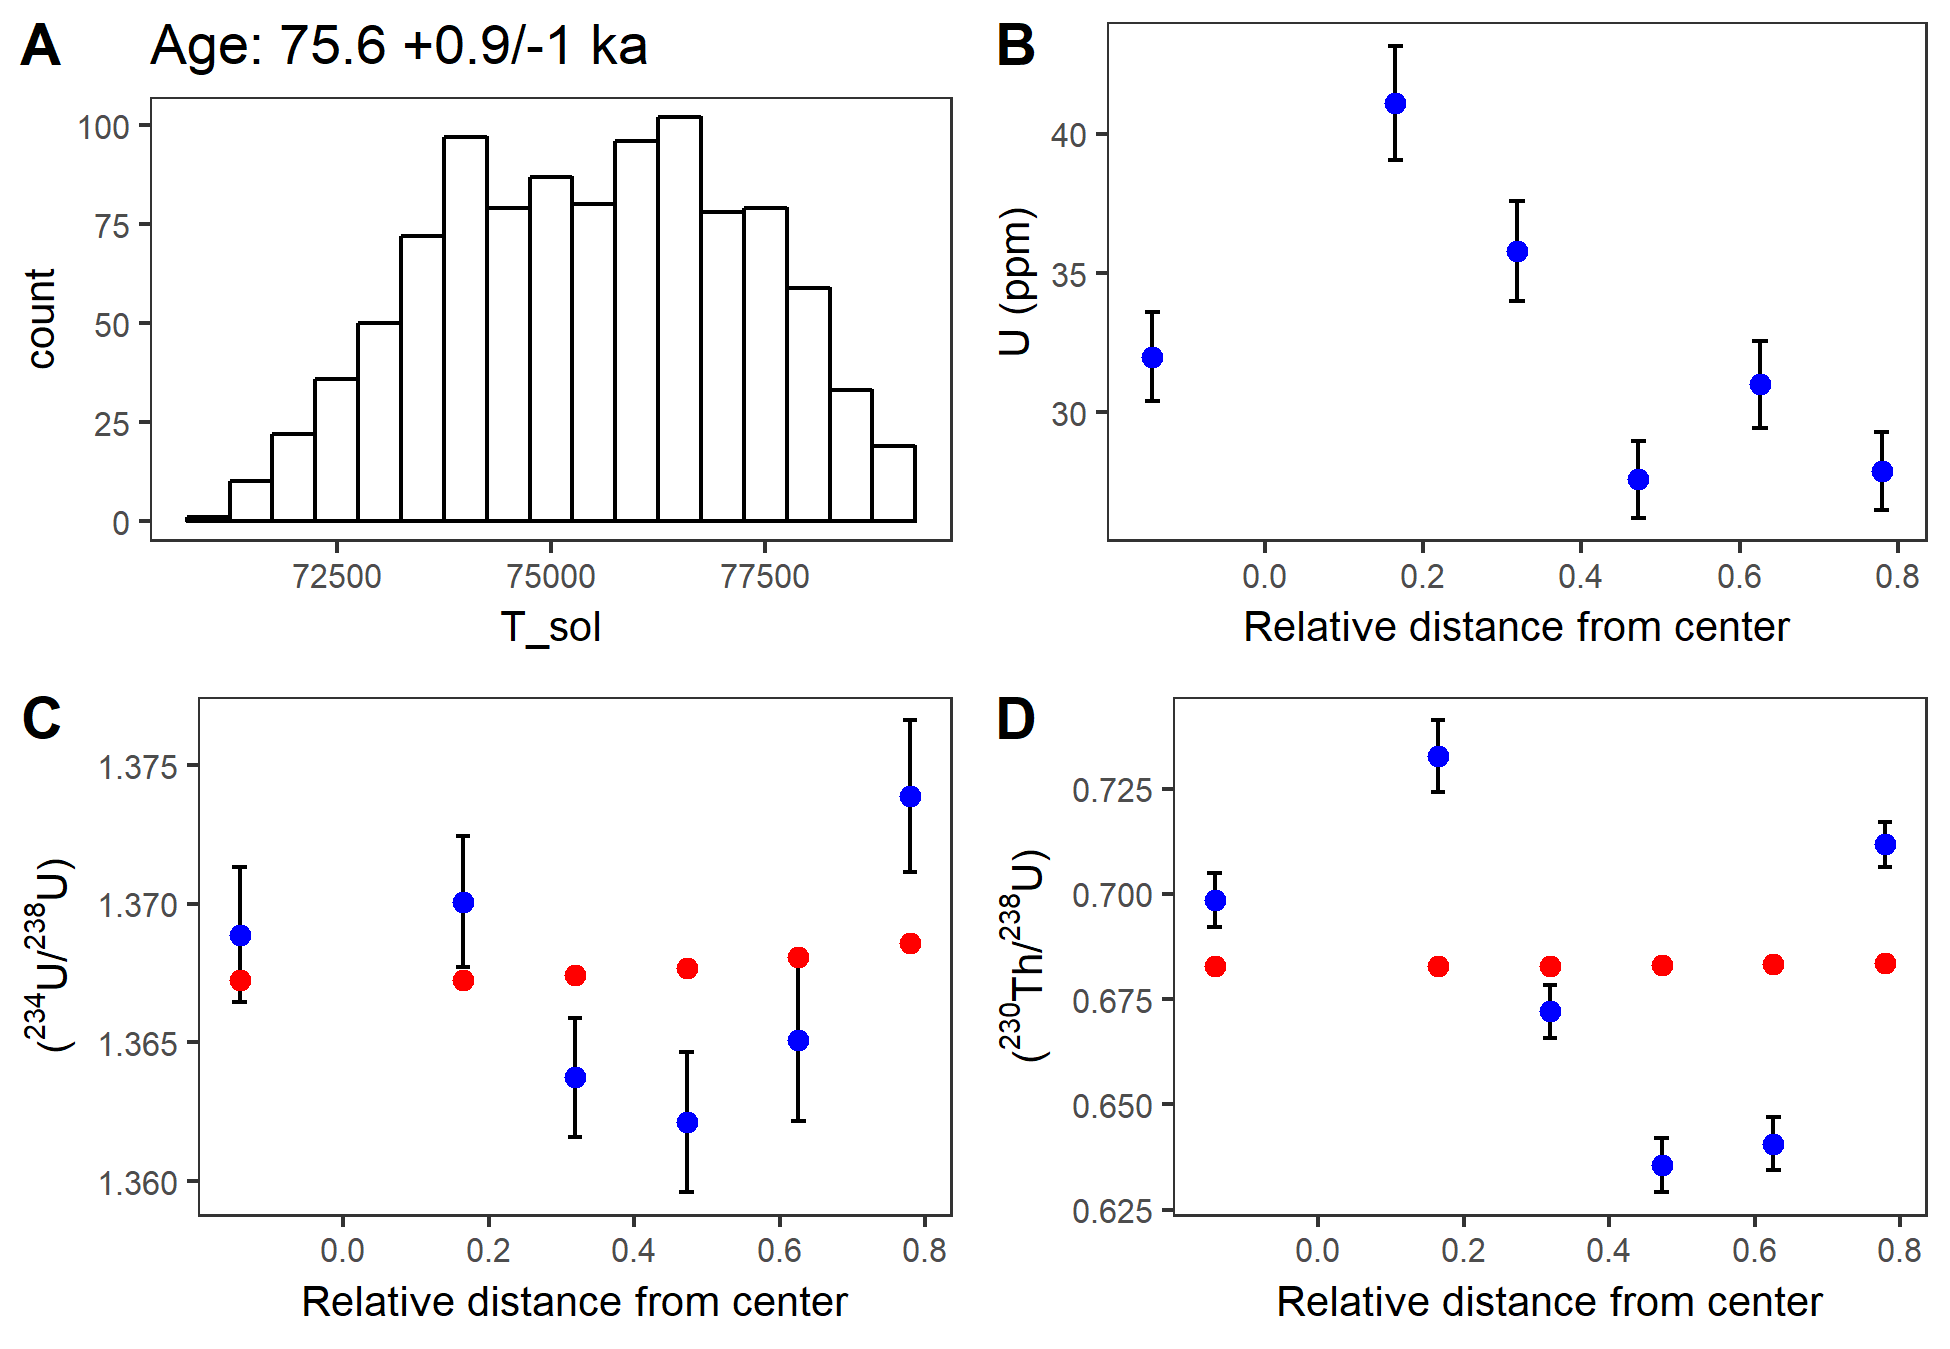 A
Age: 75.6 +0.9/-1 ka
100
75
50
25
0
count
72500 75000 77500
T_sol
B
40
35
30
U (ppm)
0.0 0.2 0.4 0.6 0.8
Relative distance from center
C
1.375
1.370
1.365
1.360
(²³⁴U/²³⁸U)
0.0 0.2 0.4 0.6 0.8
Relative distance from center
D
0.725
0.700
0.675
0.650
0.625
(²³⁰Th/²³⁸U)
0.0 0.2 0.4 0.6 0.8
Relative distance from center